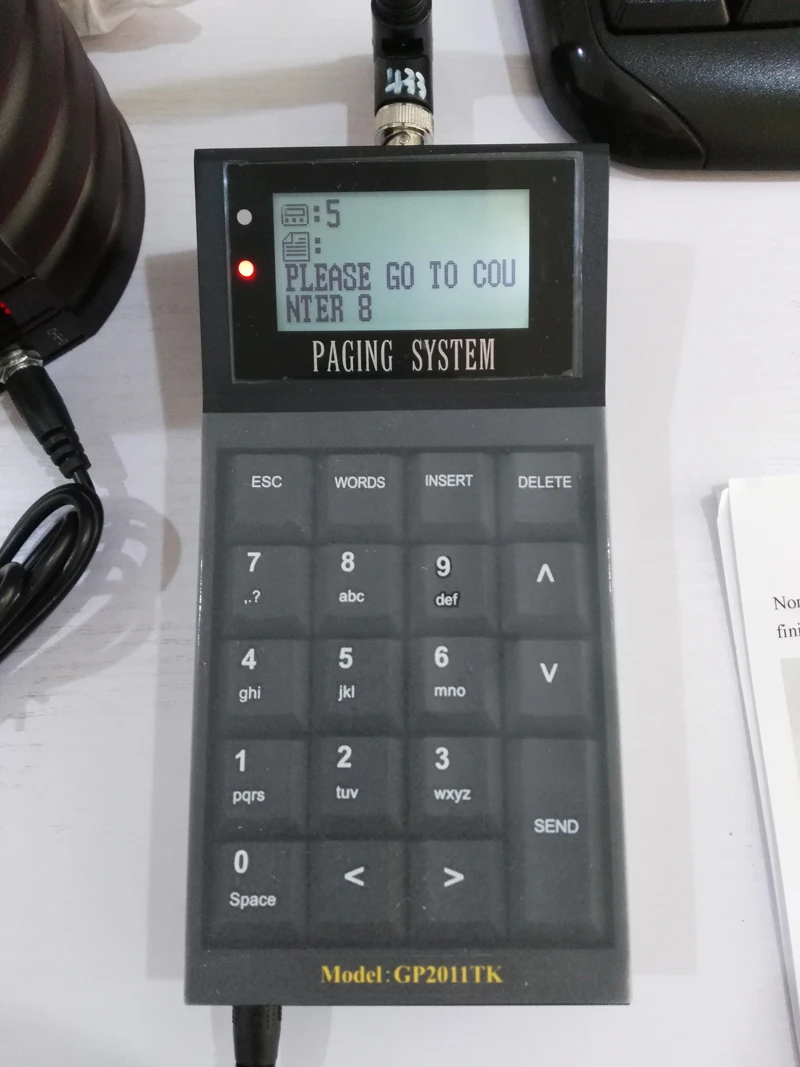 433
:5
:
PLEASE GO TO COU
NTER 8
PAGING SYSTEM
ESC WORDS INSERT DELETE
7 8 9 ^
,.? abc def
4 5 6 v
ghi jkl mno
1 2 3
pqrs tuv wxyz
SEND
0 < >
Space
Model:GP2011TK